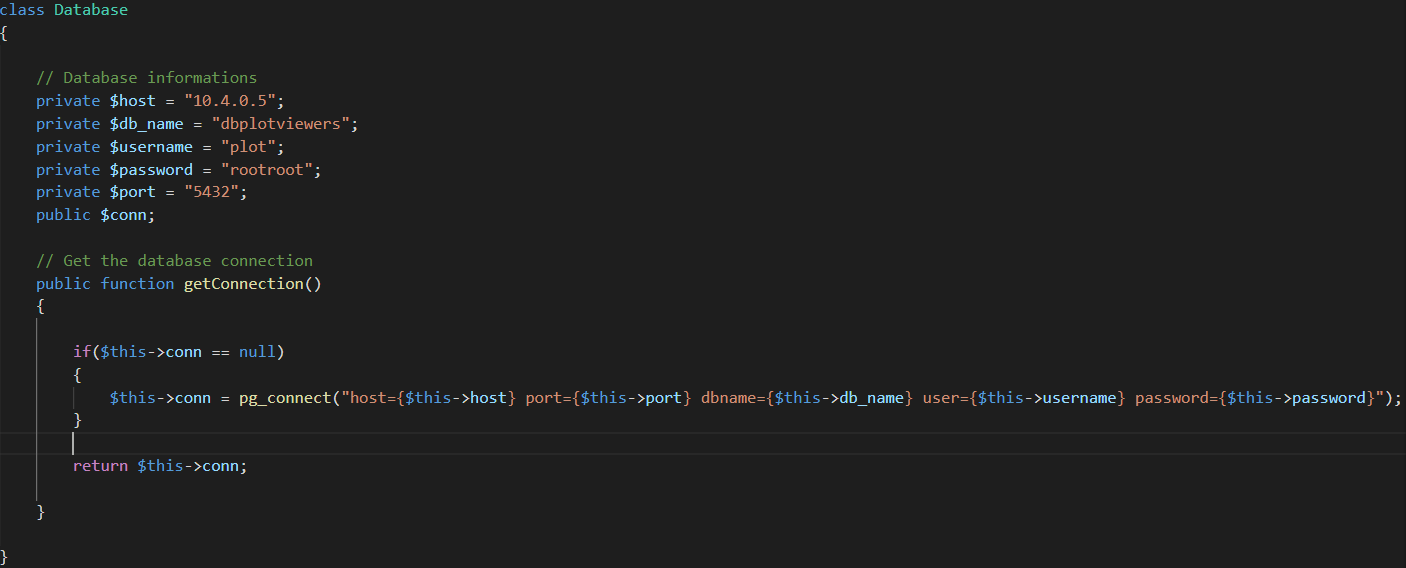 class Database
{
// Database informations
private $host = "10.4.0.5";
private $db_name = "dbplotviewers";
private $username = "plot";
private $password = "rootroot";
private $port = "5432";
public $conn;
// Get the database connection
public function getConnection()
{
if($this->conn == null)
{
$this->conn = pg_connect("host={$this->host} port={$this->port} dbname={$this->db_name} user={$this->username} password={$this->password}");
}
return $this->conn;
}
}